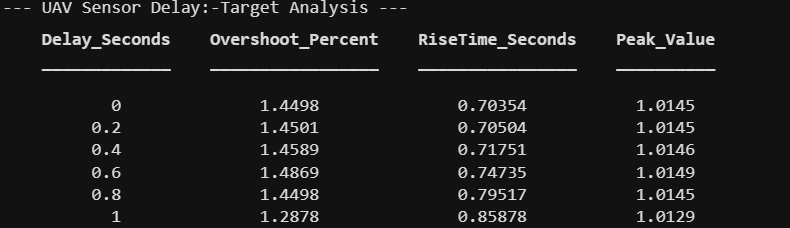 --- UAV Sensor Delay:-Target Analysis ---
Delay_Seconds    Overshoot_Percent    RiseTime_Seconds    Peak_Value
_____________    _________________    ________________    __________
0    1.4498    0.70354    1.0145
0.2    1.4501    0.70504    1.0145
0.4    1.4589    0.71751    1.0146
0.6    1.4869    0.74735    1.0149
0.8    1.4498    0.79517    1.0145
1    1.2878    0.85878    1.0129